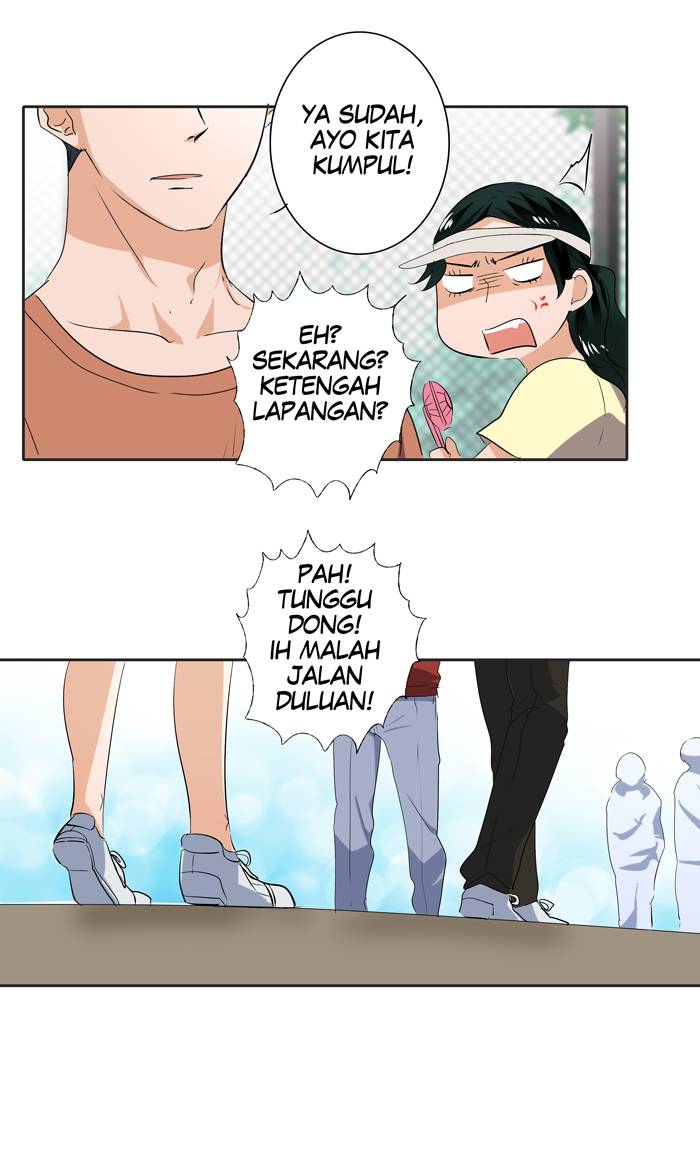 YA SUDAH,
AYO KITA
KUMPUL!
EH?
SEKARANG?
KETENGAH
LAPANGAN?
PAH!
TUNGGU
DONG!
IH MALAH
JALAN
DULUAN!